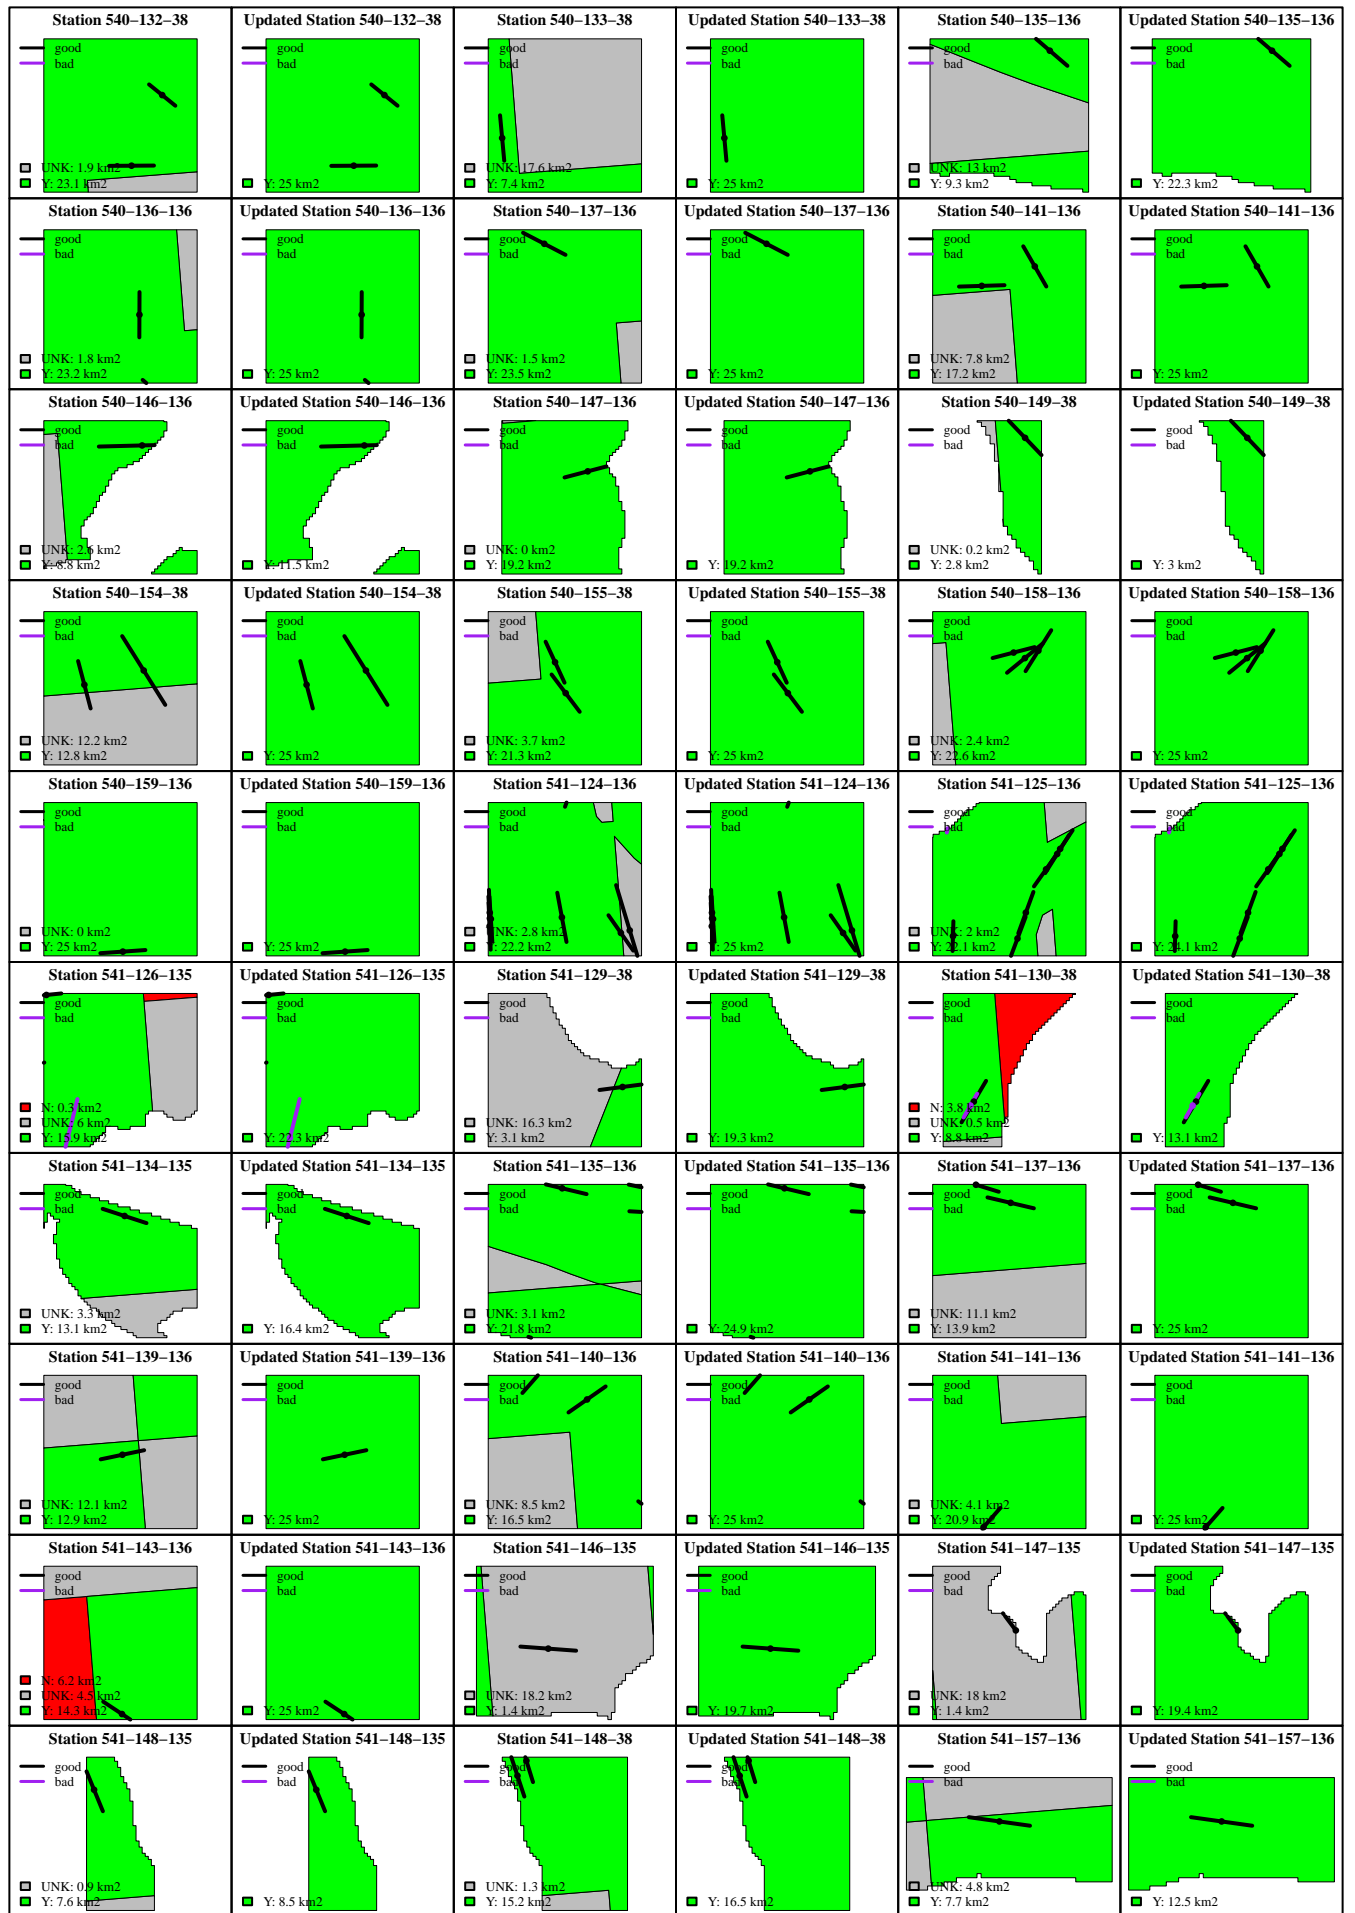 Station 540–132–38
good
bad
UNK: 1.9 km2
Y: 23.1 km2
Updated Station 540–132–38
good
bad
Y: 25 km2
Station 540–133–38
good
bad
UNK: 17.6 km2
Y: 7.4 km2
Updated Station 540–133–38
good
bad
Y: 25 km2
Station 540–135–136
good
bad
UNK: 13 km2
Y: 9.3 km2
Updated Station 540–135–136
good
bad
Y: 22.3 km2
Station 540–136–136
good
bad
UNK: 1.8 km2
Y: 23.2 km2
Updated Station 540–136–136
good
bad
Y: 25 km2
Station 540–137–136
good
bad
UNK: 1.5 km2
Y: 23.5 km2
Updated Station 540–137–136
good
bad
Y: 25 km2
Station 540–141–136
good
bad
UNK: 7.8 km2
Y: 17.2 km2
Updated Station 540–141–136
good
bad
Y: 25 km2
Station 540–146–136
good
bad
UNK: 2.6 km2
Y: 8.8 km2
Updated Station 540–146–136
good
bad
Y: 11.5 km2
Station 540–147–136
good
bad
UNK: 0 km2
Y: 19.2 km2
Updated Station 540–147–136
good
bad
Y: 19.2 km2
Station 540–149–38
good
bad
UNK: 0.2 km2
Y: 2.8 km2
Updated Station 540–149–38
good
bad
Y: 3 km2
Station 540–154–38
good
bad
UNK: 12.2 km2
Y: 12.8 km2
Updated Station 540–154–38
good
bad
Y: 25 km2
Station 540–155–38
good
bad
UNK: 3.7 km2
Y: 21.3 km2
Updated Station 540–155–38
good
bad
Y: 25 km2
Station 540–158–136
good
bad
UNK: 2.4 km2
Y: 22.6 km2
Updated Station 540–158–136
good
bad
Y: 25 km2
Station 540–159–136
good
bad
UNK: 0 km2
Y: 25 km2
Updated Station 540–159–136
good
bad
Y: 25 km2
Station 541–124–136
good
bad
UNK: 2.8 km2
Y: 22.2 km2
Updated Station 541–124–136
good
bad
Y: 25 km2
Station 541–125–136
good
bad
UNK: 2 km2
Y: 22.1 km2
Updated Station 541–125–136
good
bad
Y: 24.1 km2
Station 541–126–135
good
bad
N: 0.3 km2
UNK: 6 km2
Y: 15.9 km2
Updated Station 541–126–135
good
bad
Y: 22.3 km2
Station 541–129–38
good
bad
UNK: 16.3 km2
Y: 3.1 km2
Updated Station 541–129–38
good
bad
Y: 19.3 km2
Station 541–130–38
good
bad
N: 3.8 km2
UNK: 0.5 km2
Y: 8.8 km2
Updated Station 541–130–38
good
bad
Y: 13.1 km2
Station 541–134–135
good
bad
UNK: 3.3 km2
Y: 13.1 km2
Updated Station 541–134–135
good
bad
Y: 16.4 km2
Station 541–135–136
good
bad
UNK: 3.1 km2
Y: 21.8 km2
Updated Station 541–135–136
good
bad
Y: 24.9 km2
Station 541–137–136
good
bad
UNK: 11.1 km2
Y: 13.9 km2
Updated Station 541–137–136
good
bad
Y: 25 km2
Station 541–139–136
good
bad
UNK: 12.1 km2
Y: 12.9 km2
Updated Station 541–139–136
good
bad
Y: 25 km2
Station 541–140–136
good
bad
UNK: 8.5 km2
Y: 16.5 km2
Updated Station 541–140–136
good
bad
Y: 25 km2
Station 541–141–136
good
bad
UNK: 4.1 km2
Y: 20.9 km2
Updated Station 541–141–136
good
bad
Y: 25 km2
Station 541–143–136
good
bad
N: 6.2 km2
UNK: 4.5 km2
Y: 14.3 km2
Updated Station 541–143–136
good
bad
Y: 25 km2
Station 541–146–135
good
bad
UNK: 18.2 km2
Y: 1.4 km2
Updated Station 541–146–135
good
bad
Y: 19.7 km2
Station 541–147–135
good
bad
UNK: 18 km2
Y: 1.4 km2
Updated Station 541–147–135
good
bad
Y: 19.4 km2
Station 541–148–135
good
bad
UNK: 0.9 km2
Y: 7.6 km2
Updated Station 541–148–135
good
bad
Y: 8.5 km2
Station 541–148–38
good
bad
UNK: 1.3 km2
Y: 15.2 km2
Updated Station 541–148–38
good
bad
Y: 16.5 km2
Station 541–157–136
good
bad
UNK: 4.8 km2
Y: 7.7 km2
Updated Station 541–157–136
good
bad
Y: 12.5 km2